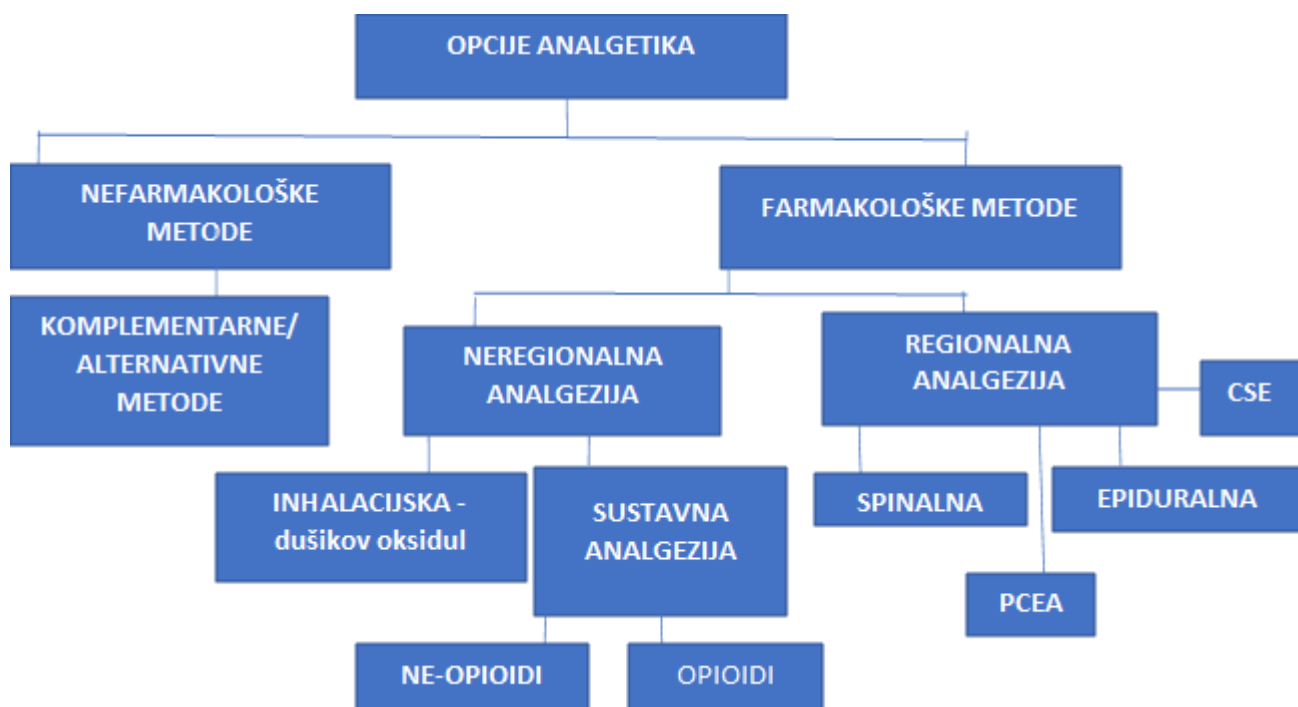 OPCIJE ANALGETIKA
NEFARMAKOLOŠKE
METODE
FARMAKOLOŠKE METODE
KOMPLEMENTARNE/
ALTERNATIVNE
METODE
NEREGIONALNA
ANALGEZIJA
REGIONALNA
ANALGEZIJA
CSE
INHALACIJSKA -
dušikov oksidul
SUSTAVNA
ANALGEZIJA
SPINALNA
EPIDURALNA
PCEA
NE-OPIOIDI
OPIOIDI